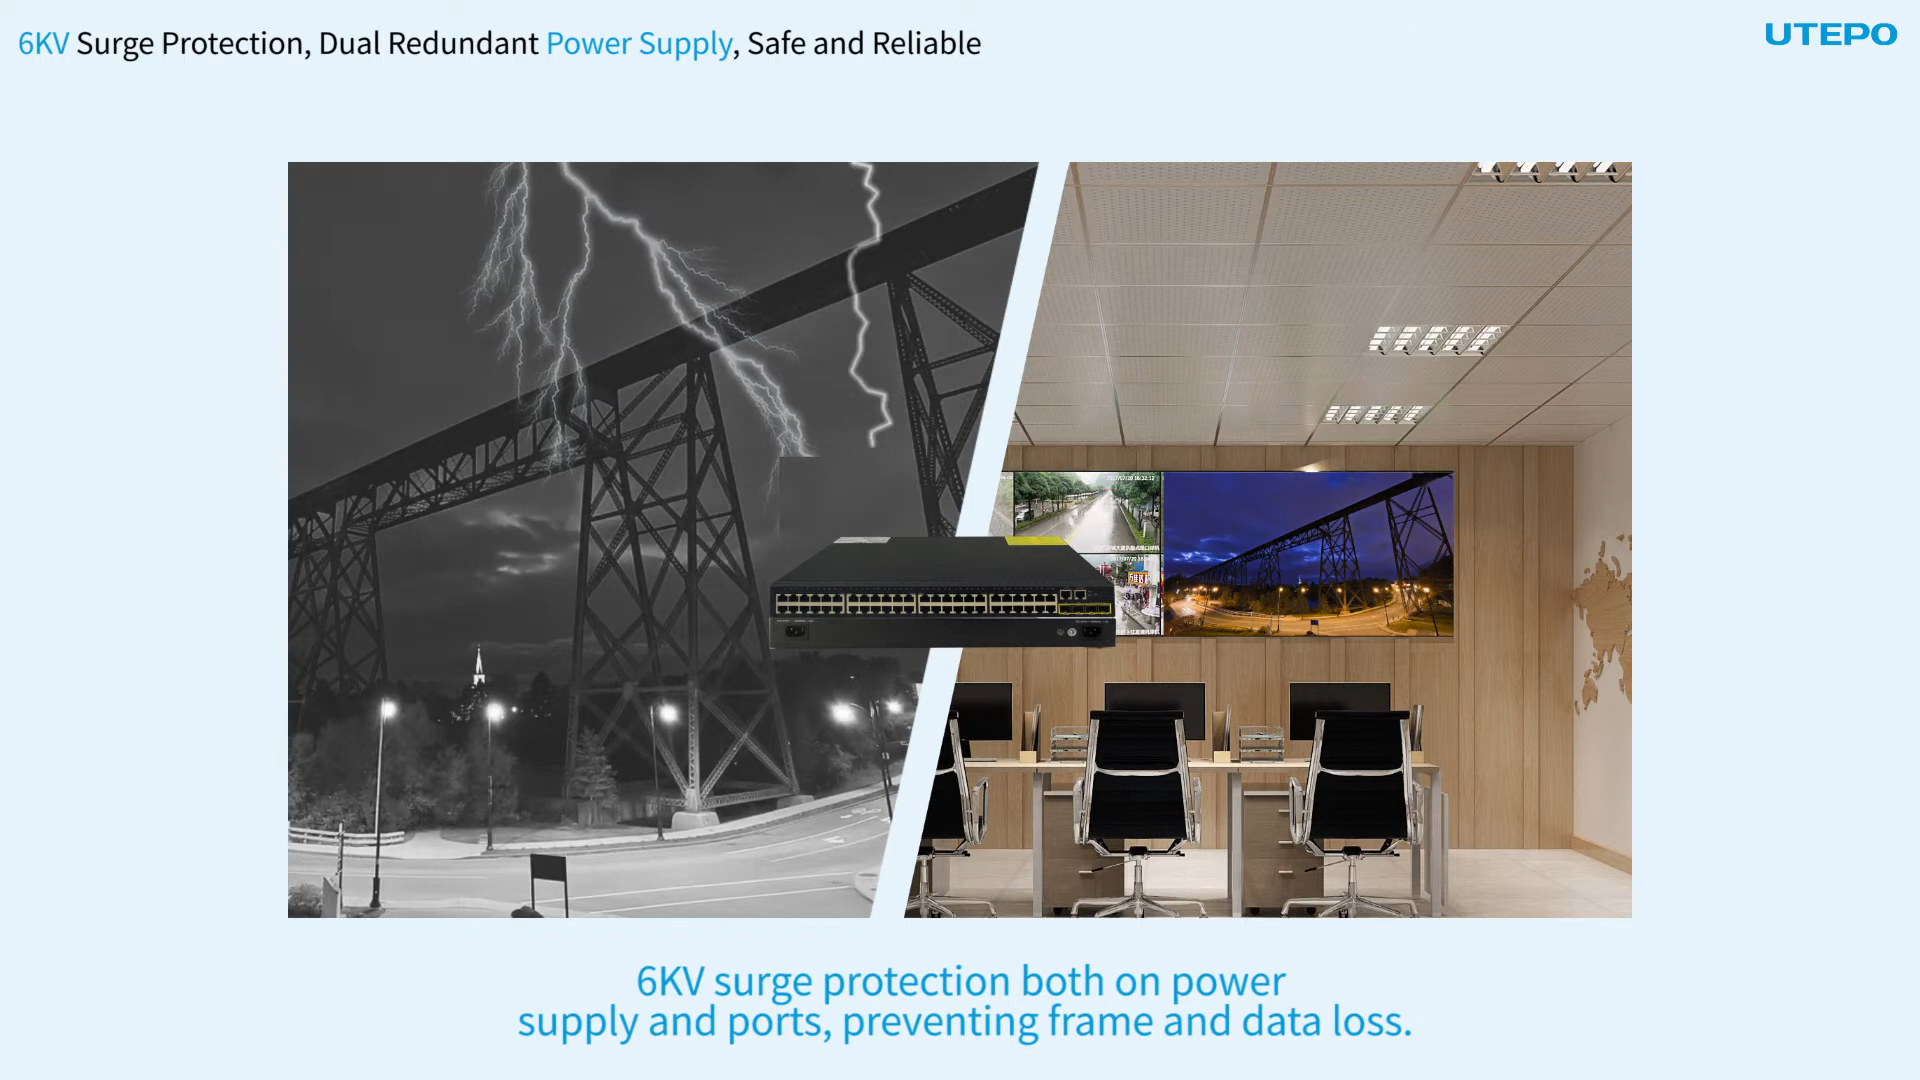 6KV Surge Protection, Dual Redundant Power Supply, Safe and Reliable
UTEPO
6KV surge protection both on power
supply and ports, preventing frame and data loss.